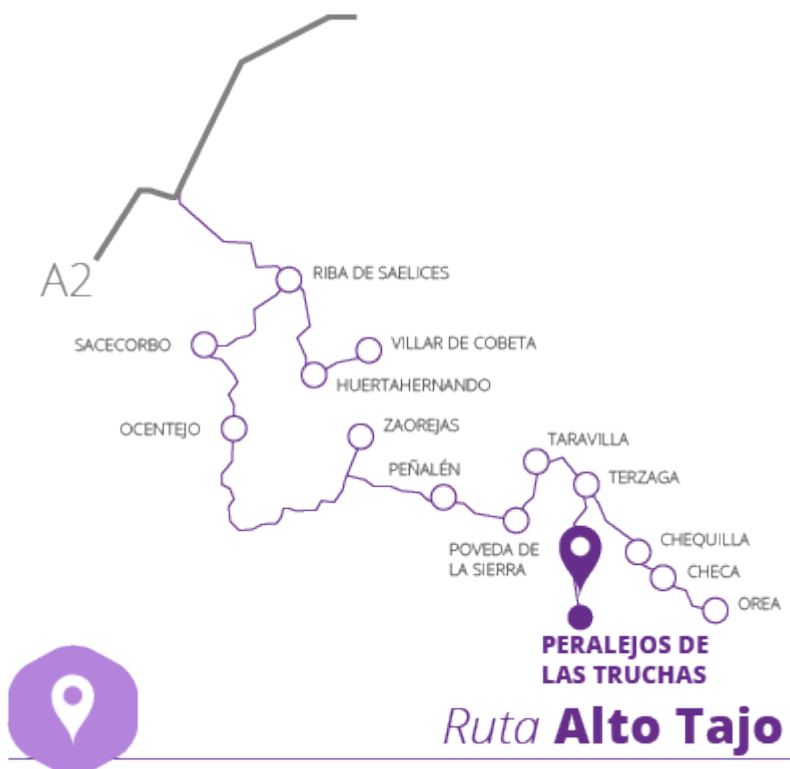 A2
RIBA DE SAELICES
SACECORBO
VILLAR DE COBETA
HUERTAHERNANDO
OCENTEJO
ZAOREJAS
TARAVILLA
PEÑALÉN
TERZAGA
POVEDA DE
LA SIERRA
CHEQUILLA
CHECA
OREA
PERALEJOS DE
LAS TRUCHAS
Ruta Alto Tajo